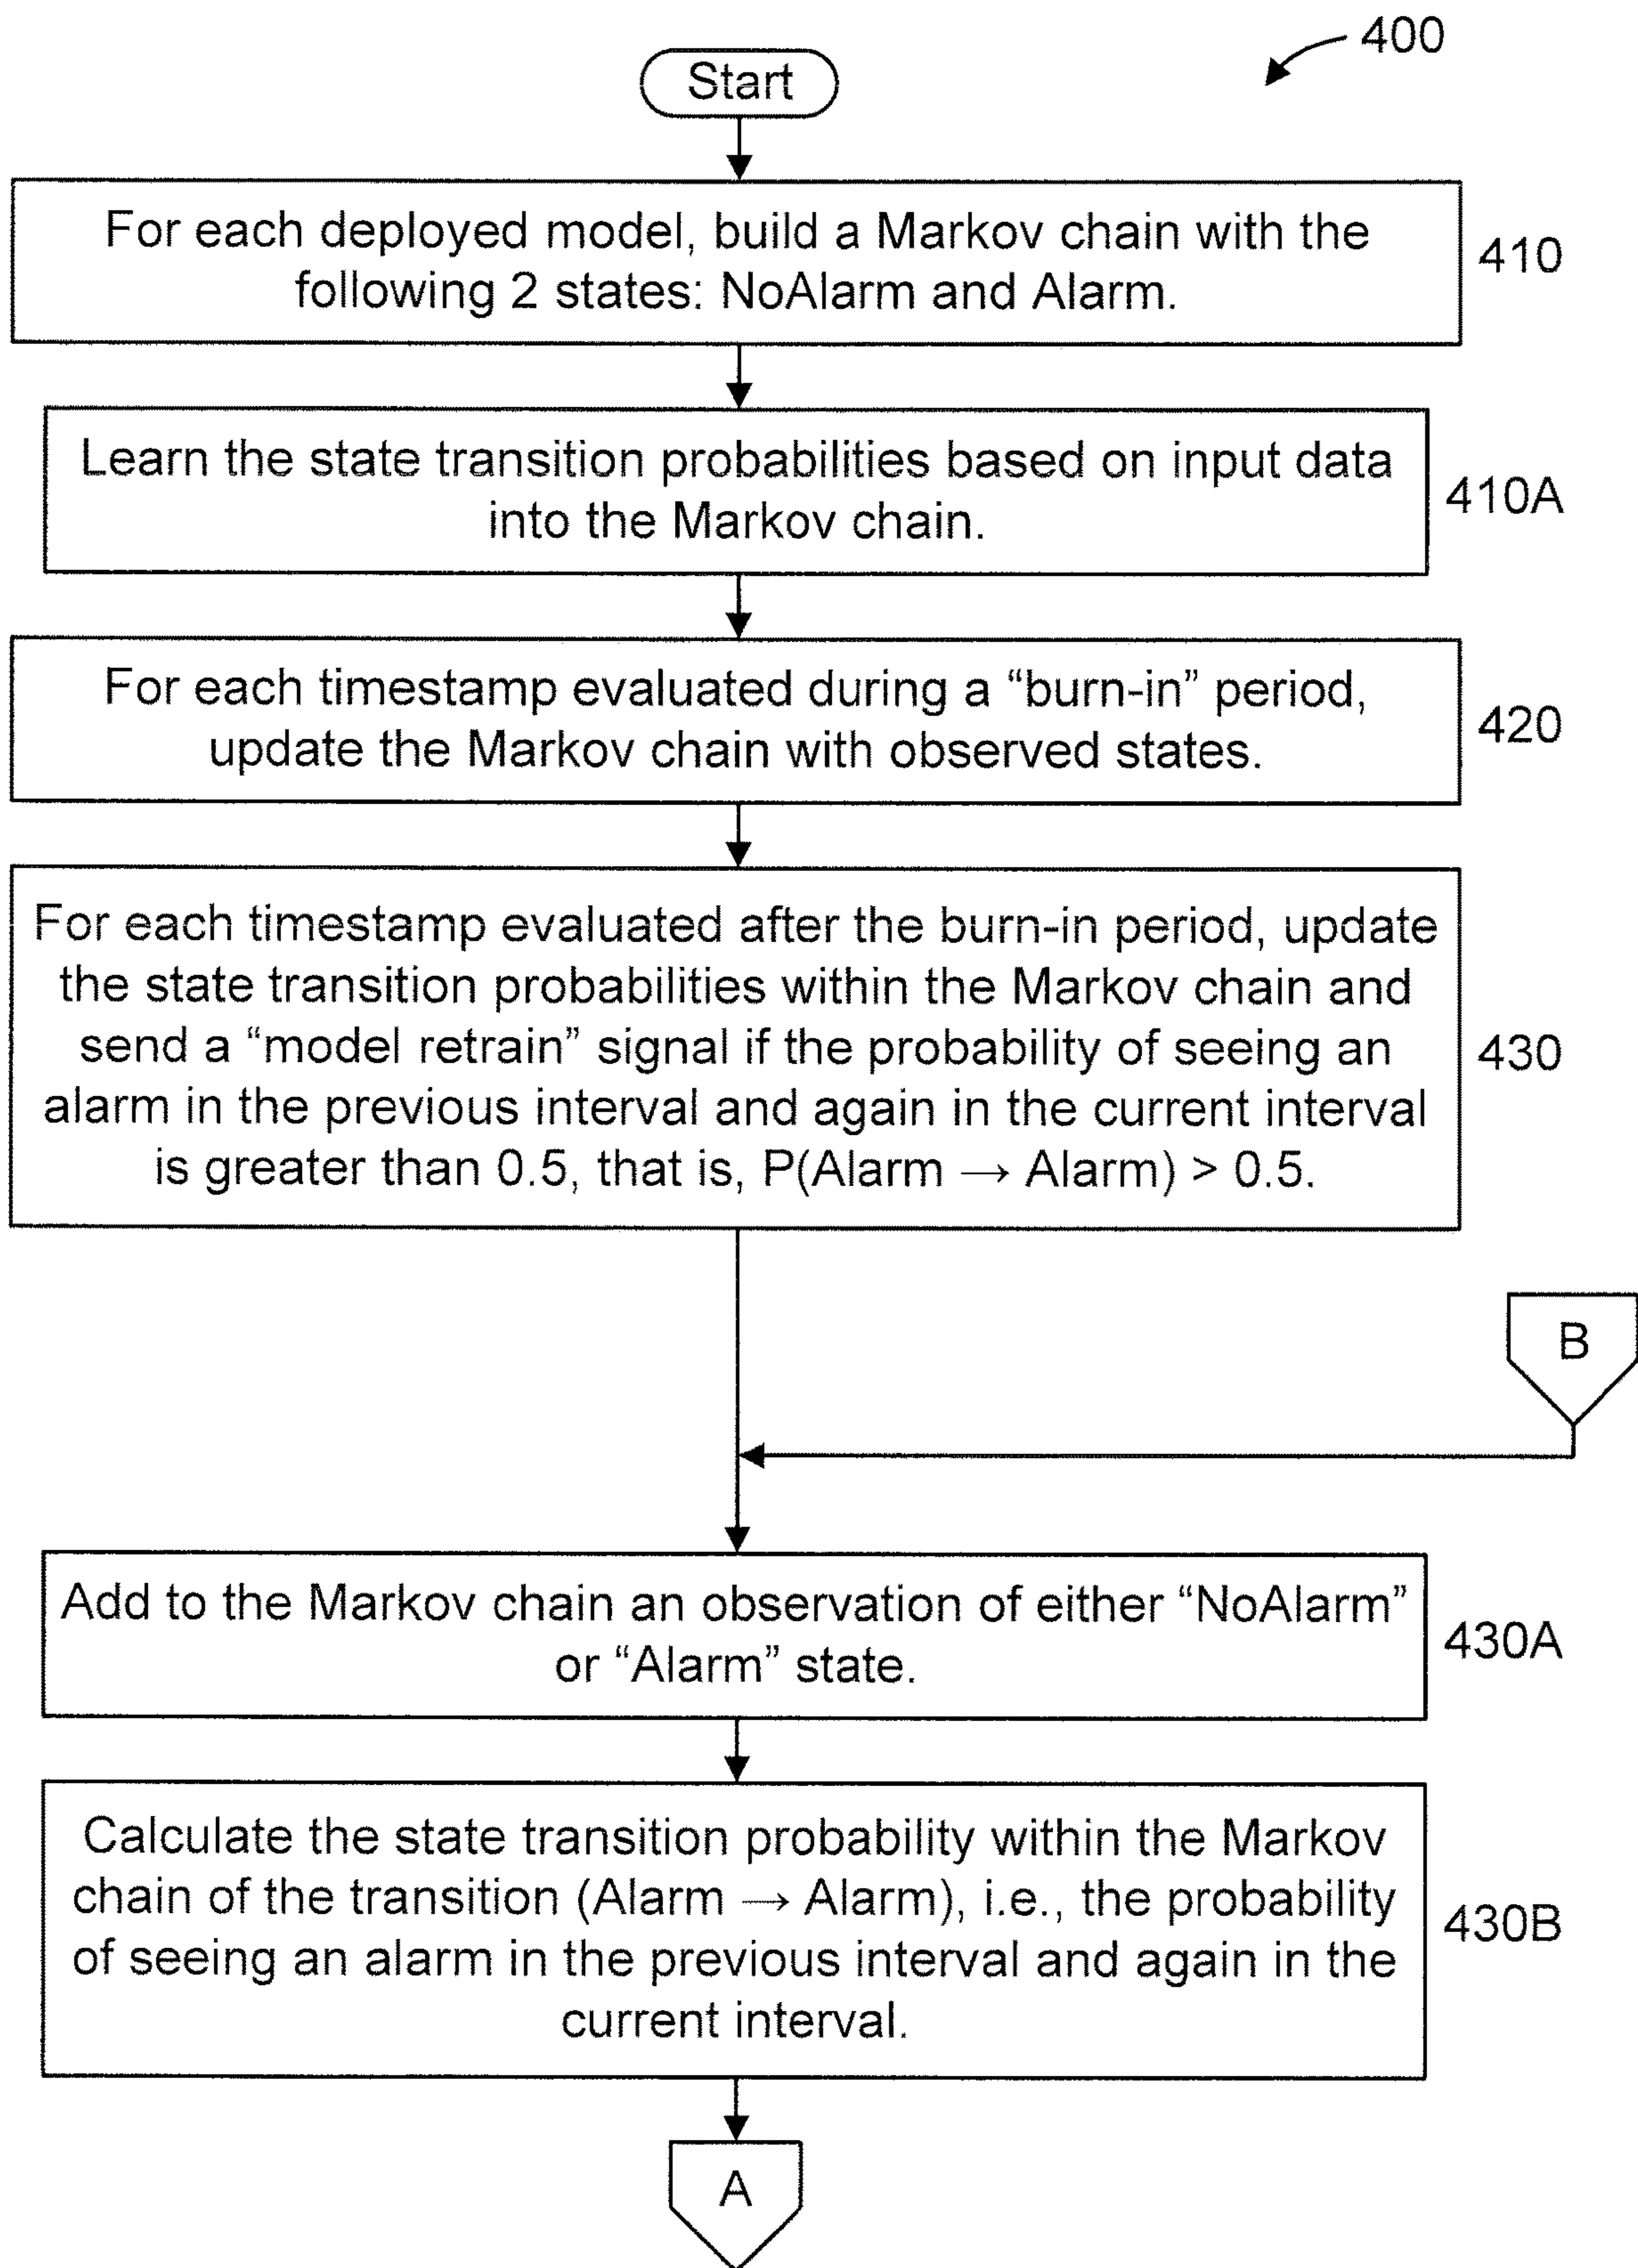 400
Start
For each deployed model, build a Markov chain with the
following 2 states: NoAlarm and Alarm.
410
Learn the state transition probabilities based on input data
into the Markov chain.
410A
For each timestamp evaluated during a “burn-in” period,
update the Markov chain with observed states.
420
For each timestamp evaluated after the burn-in period, update
the state transition probabilities within the Markov chain and
send a “model retrain” signal if the probability of seeing an
alarm in the previous interval and again in the current interval
is greater than 0.5, that is, P(Alarm → Alarm) > 0.5.
430
B
Add to the Markov chain an observation of either “NoAlarm”
or “Alarm” state.
430A
Calculate the state transition probability within the Markov
chain of the transition (Alarm → Alarm), i.e., the probability
of seeing an alarm in the previous interval and again in the
current interval.
430B
A